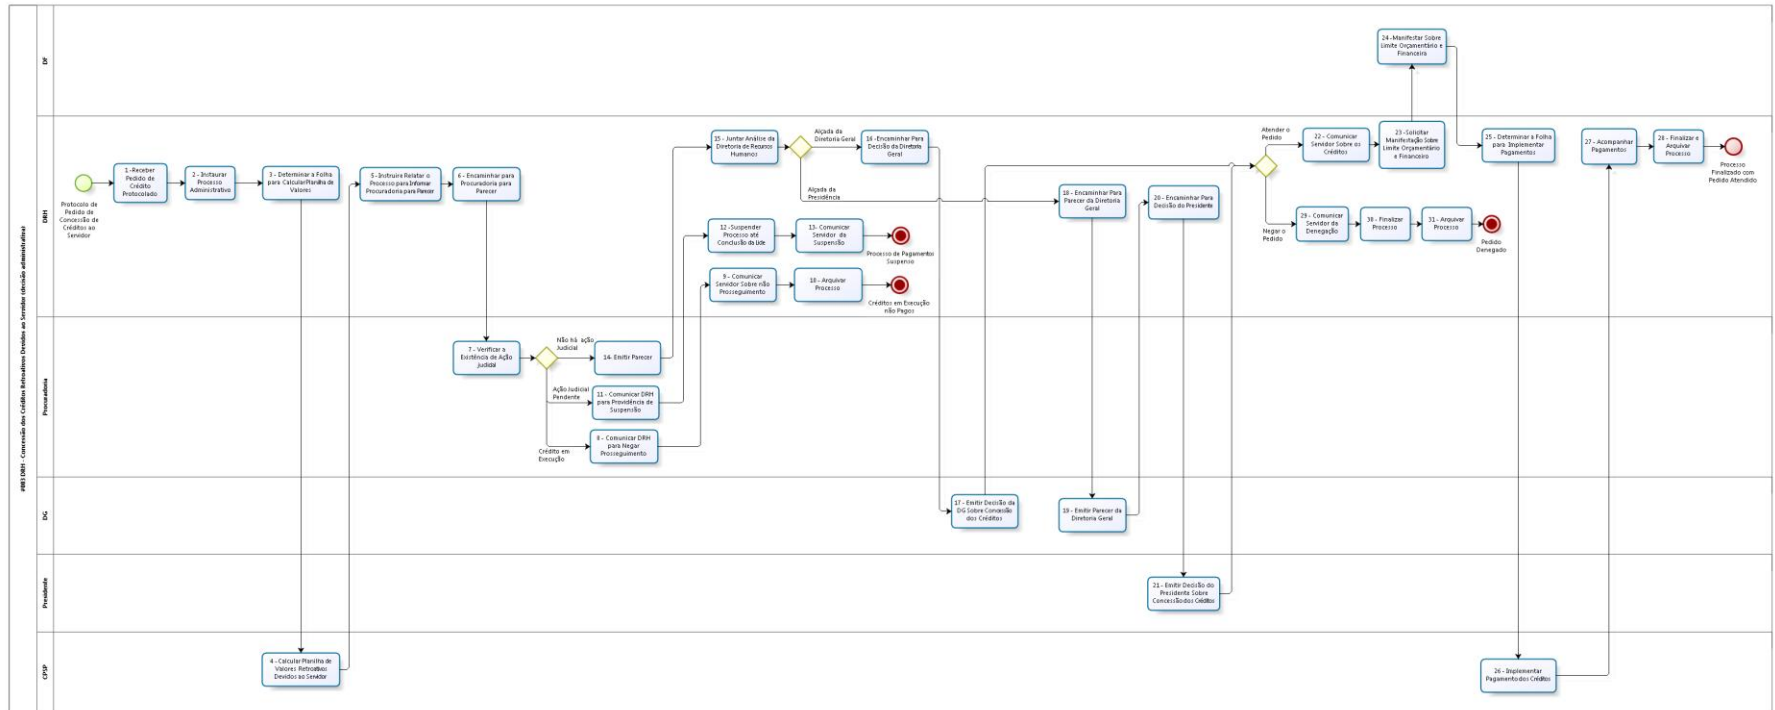 #083 DRH - Concessão dos Créditos Retroativos Devidos ao Servidor (decisão administrativa)
DF
24 -Manifestar Sobre
Limite Orçamentário e
Financeira
DRH
Protocolo de
Pedido de
Concessão de
Créditos ao
Servidor
1 -Receber
Pedido de
Crédito
Protocolado
2 - Instaurar
Processo
Administrativo
3 - Determinar a Folha
para Calcular Planilha de
Valores
5 - Instruir e Relatar o
Processo para Informar
Procuradoria para Parecer
6 - Encaminhar para
Procuradoria para
Parecer
15 - Juntar Análise da
Diretoria de Recursos
Humanos
Alçada da
Diretoria Geral
Alçada da
Presidência
16 -Encaminhar Para
Decisão da Diretoria
Geral
12 -Suspender
Processo até
Conclusão da Lide
13- Comunicar
Servidor da
Suspensão
Processo de Pagamentos
Suspenso
9 - Comunicar
Servidor Sobre não
Prosseguimento
10 - Arquivar
Processo
Créditos em Execução
não Pagos
18 - Encaminhar Para
Parecer da Diretoria
Geral
20 - Encaminhar Para
Decisão do Presidente
Atender o
Pedido
Negar o
Pedido
22 - Comunicar
Servidor Sobre os
Créditos
23 -Solicitar
Manifestação Sobre
Limite Orçamentário
e Financeiro
25 - Determinar a Folha
para Implementar
Pagamentos
27 - Acompanhar
Pagamentos
28 - Finalizar e
Arquivar
Processo
Processo
Finalizado com
Pedido Atendido
29 - Comunicar
Servidor da
Denegação
30 - Finalizar
Processo
31 - Arquivar
Processo
Pedido
Denegado
Procuradoria
7 - Verificar a
Existência de Ação
Judicial
Não há ação
Judicial
14- Emitir Parecer
Ação Judicial
Pendente
11 - Comunicar DRH
para Providência de
Suspensão
Crédito em
Execução
8 - Comunicar DRH
para Negar
Prosseguimento
DG
17 - Emitir Decisão da
DG Sobre Concessão
dos Créditos
19 - Emitir Parecer da
Diretoria Geral
Presidente
21 - Emitir Decisão do
Presidente Sobre
Concessão dos Créditos
CPSP
4 - Calcular Planilha de
Valores Retroativos
Devidos ao Servidor
26 - Implementar
Pagamento dos Créditos